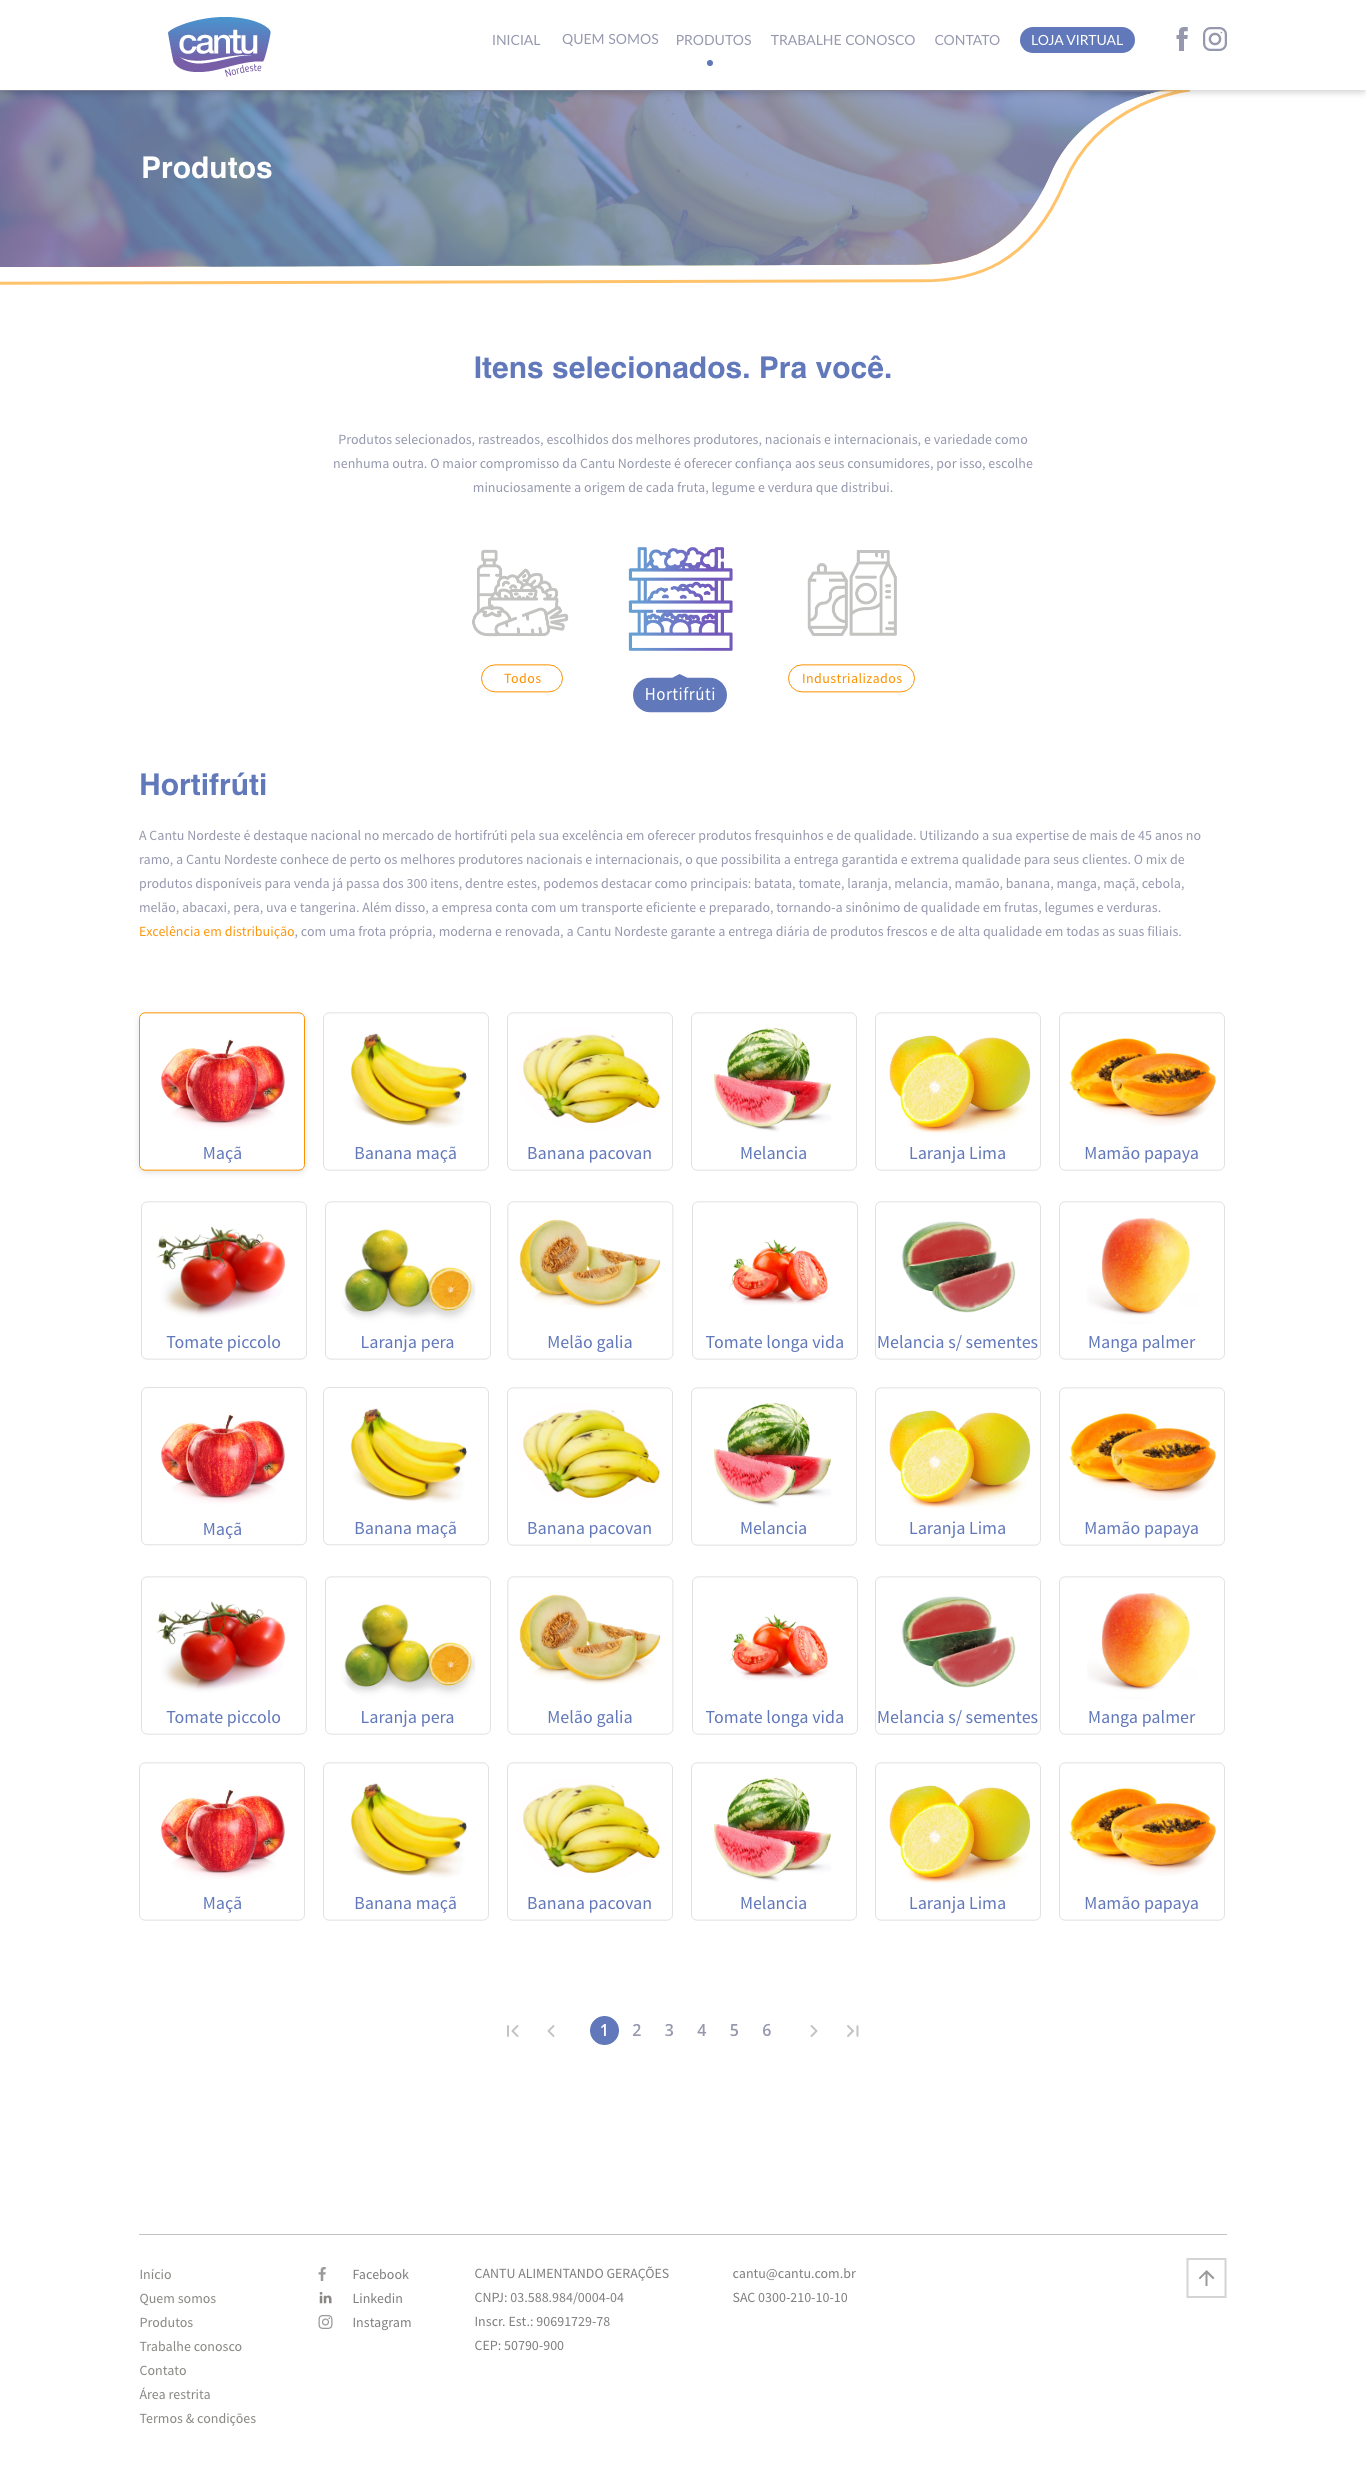 cantu
Nordeste
INICIAL QUEM SOMOS PRODUTOS TRABALHE CONOSCO CONTATO LOJA VIRTUAL
Produtos
Itens selecionados. Pra você.
Produtos selecionados, rastreados, escolhidos dos melhores produtores, nacionais e internacionais, e variedade como
nenhuma outra. O maior compromisso da Cantu Nordeste é oferecer confiança aos seus consumidores, por isso, escolhe
minuciosamente a origem de cada fruta, legume e verdura que distribui.
Todos Hortifrúti Industrializados
Hortifrúti
A Cantu Nordeste é destaque nacional no mercado de hortifrúti pela sua excelência em oferecer produtos fresquinhos e de qualidade. Utilizando a sua expertise de mais de 45 anos no
ramo, a Cantu Nordeste conhece de perto os melhores produtores nacionais e internacionais, o que possibilita a entrega garantida e extrema qualidade para seus clientes. O mix de
produtos disponíveis para venda já passa dos 300 itens, dentre estes, podemos destacar como principais: batata, tomate, laranja, melancia, mamão, banana, manga, maçã, cebola,
melão, abacaxi, pera, uva e tangerina. Além disso, a empresa conta com um transporte eficiente e preparado, tornando-a sinônimo de qualidade em frutas, legumes e verduras.
Excelência em distribuição, com uma frota própria, moderna e renovada, a Cantu Nordeste garante a entrega diária de produtos frescos e de alta qualidade em todas as suas filiais.
Maçã Banana maçã Banana pacovan Melancia Laranja Lima Mamão papaya
Tomate piccolo Laranja pera Melão galia Tomate longa vida Melancia s/ sementes Manga palmer
Maçã Banana maçã Banana pacovan Melancia Laranja Lima Mamão papaya
Tomate piccolo Laranja pera Melão galia Tomate longa vida Melancia s/ sementes Manga palmer
Maçã Banana maçã Banana pacovan Melancia Laranja Lima Mamão papaya
1 2 3 4 5 6
Início
Quem somos
Produtos
Trabalhe conosco
Contato
Área restrita
Termos & condições
Facebook
Linkedin
Instagram
CANTU ALIMENTANDO GERAÇÕES
CNPJ: 03.588.984/0004-04
Inscr. Est.: 90691729-78
CEP: 50790-900
cantu@cantu.com.br
SAC 0300-210-10-10